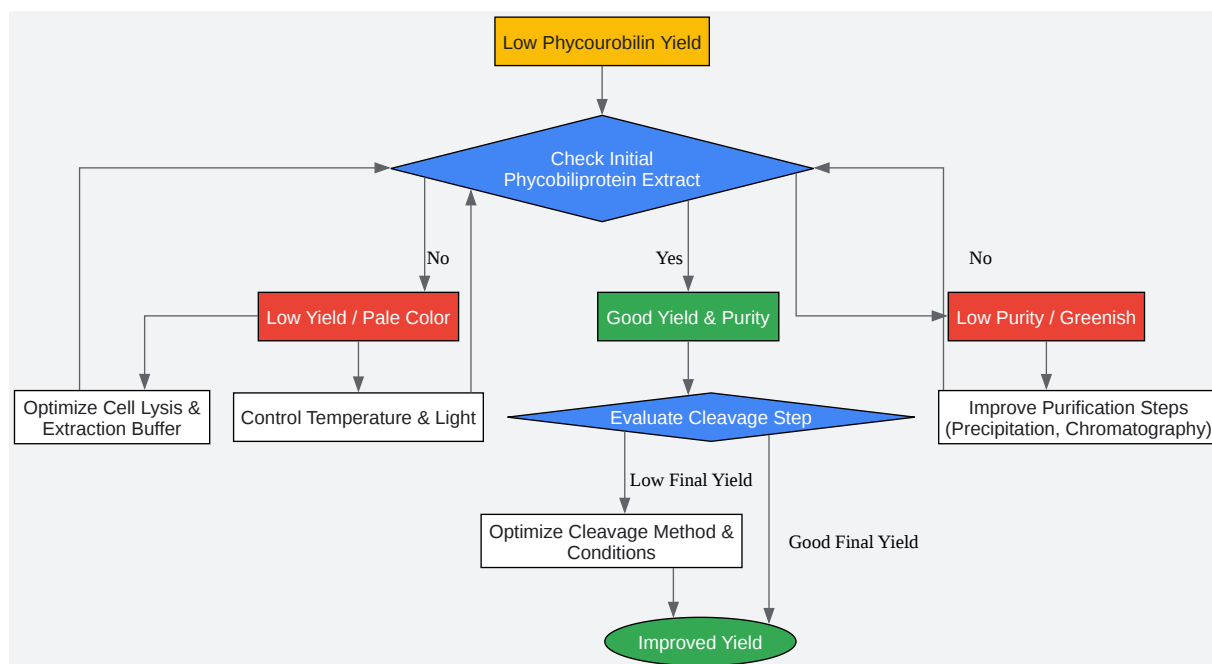 Low Phycourobilin Yield
Check Initial
Phycobiliprotein Extract
No
Yes
No
Low Yield / Pale Color
Good Yield & Purity
Low Purity / Greenish
Optimize Cell Lysis &
Extraction Buffer
Control Temperature & Light
Evaluate Cleavage Step
Improve Purification Steps
(Precipitation, Chromatography)
Low Final Yield
Optimize Cleavage Method &
Conditions
Good Final Yield
Improved Yield